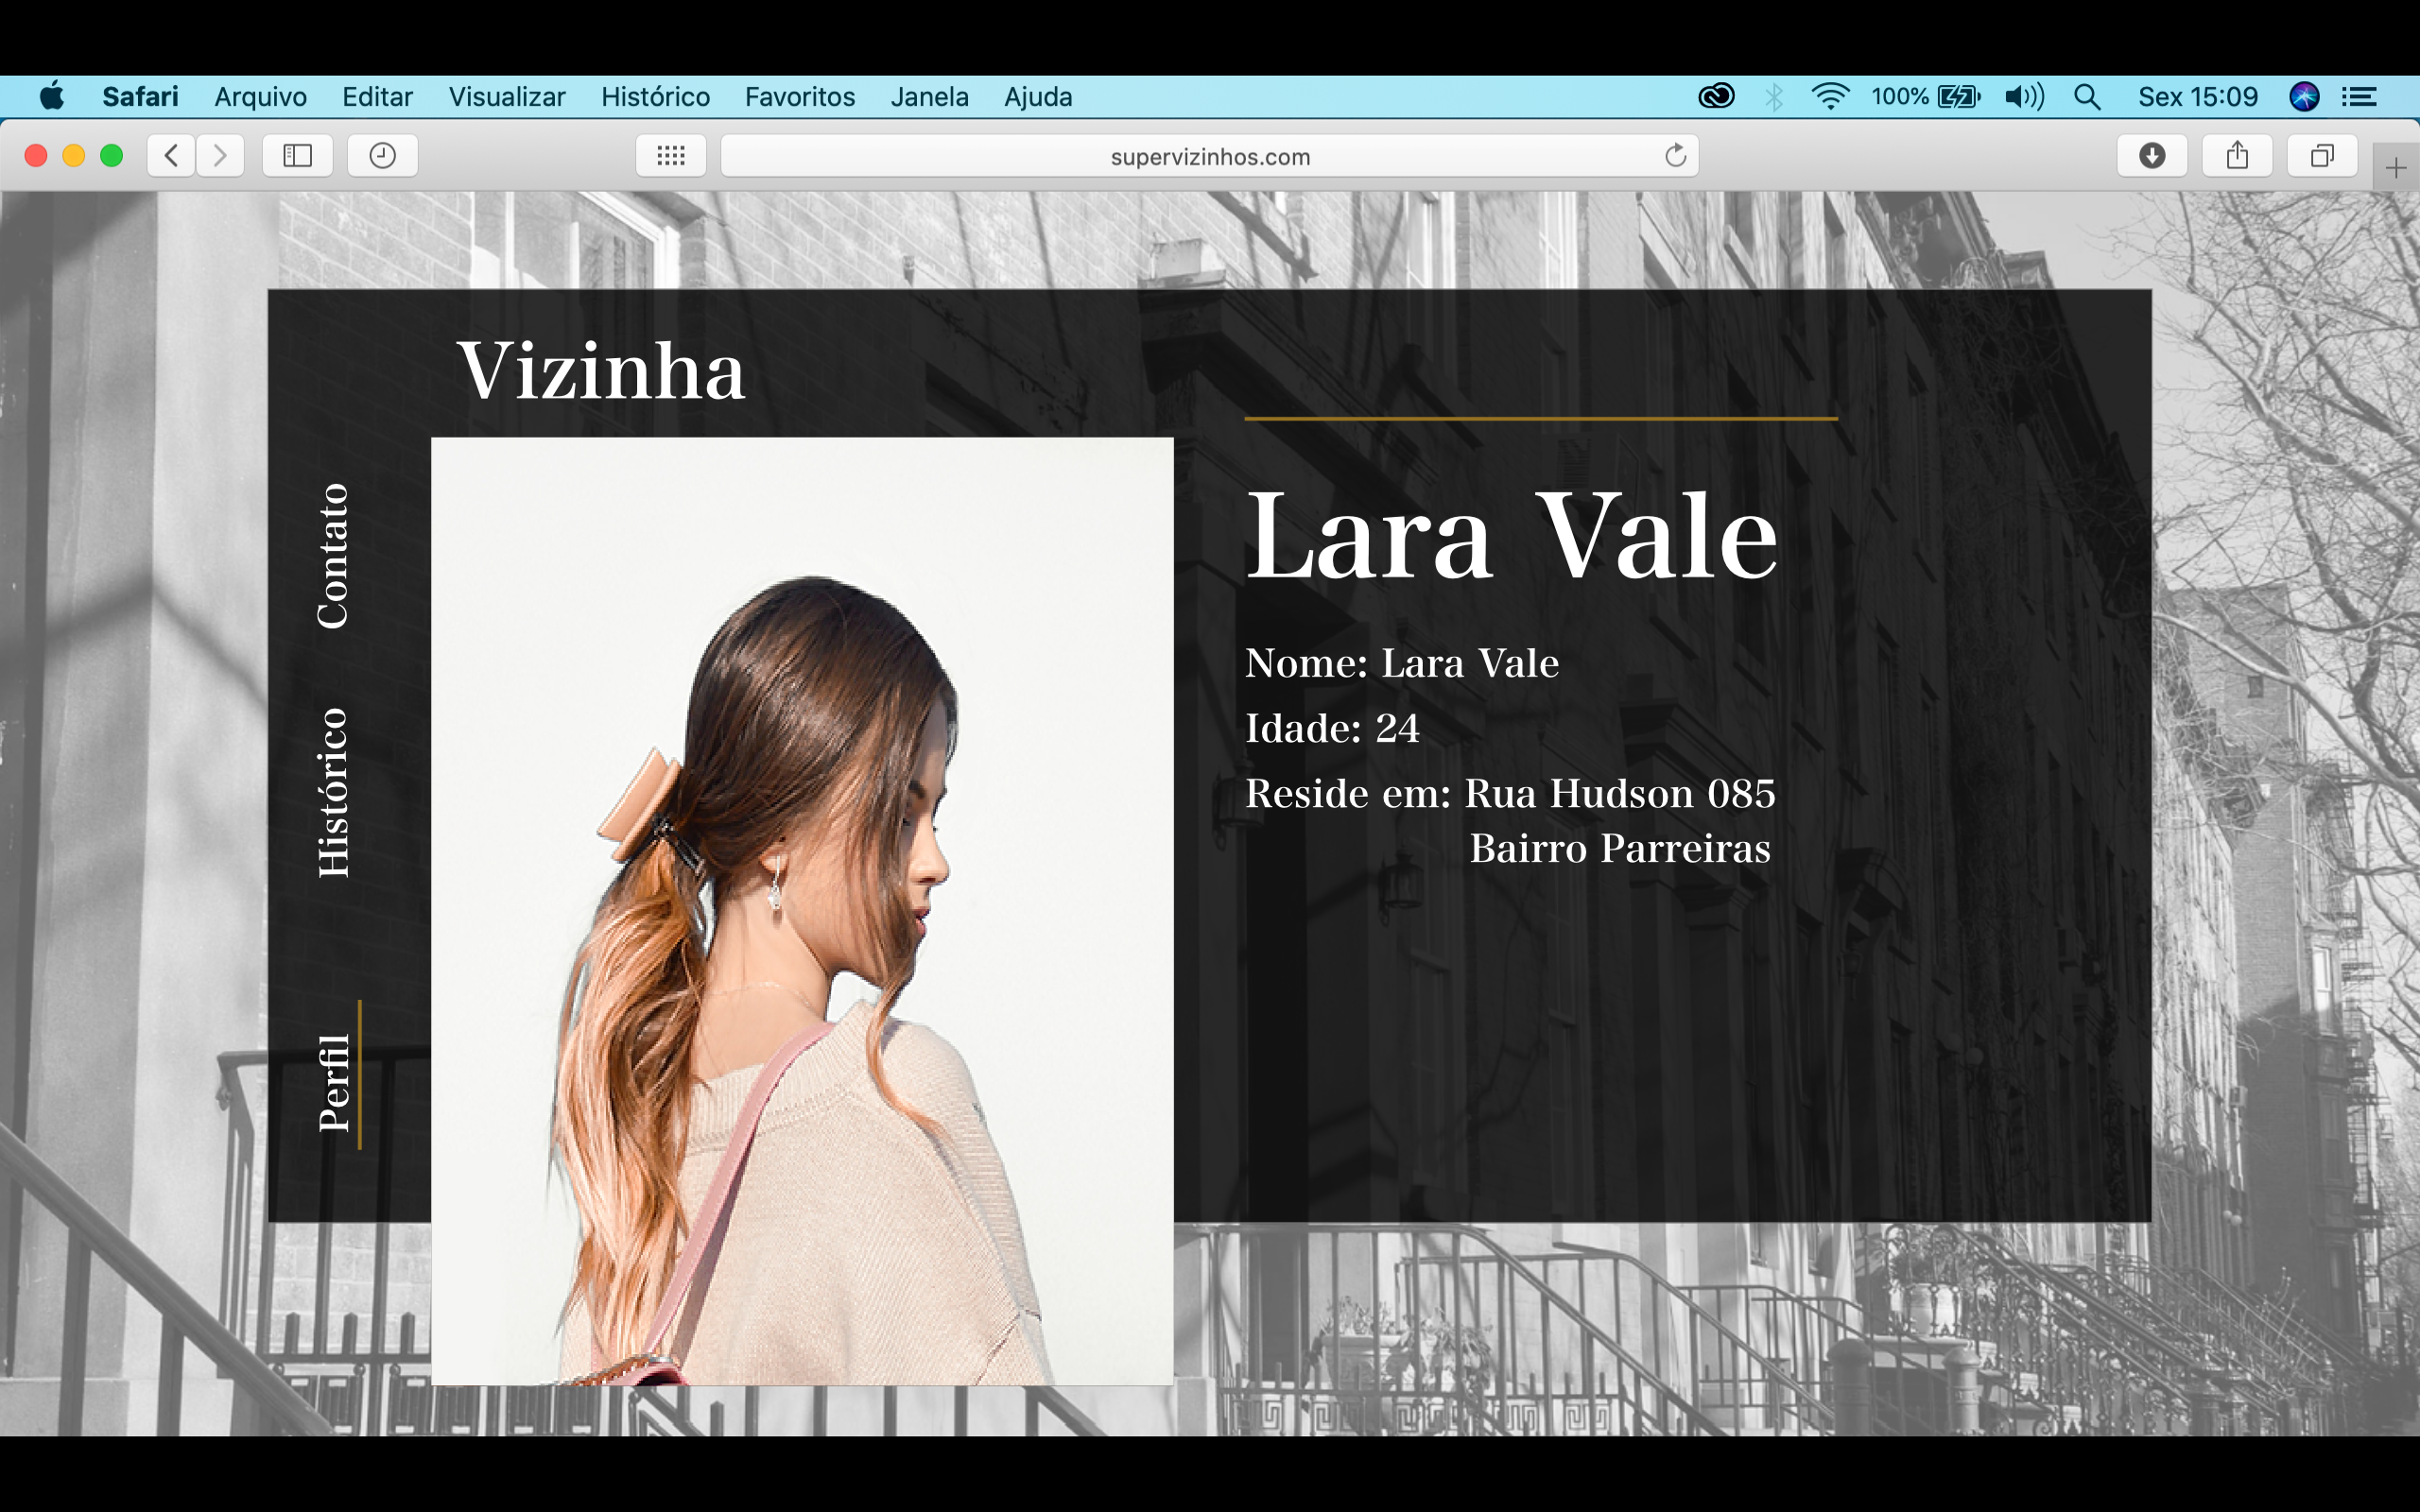 Safari Arquivo Editar Visualizar Histórico Favoritos Janela Ajuda 100% Sex 15:09
supervizinhos.com
Vizinha
Contato
Histórico
Perfil
Lara Vale
Nome: Lara Vale
Idade: 24
Reside em: Rua Hudson 085
Bairro Parreiras